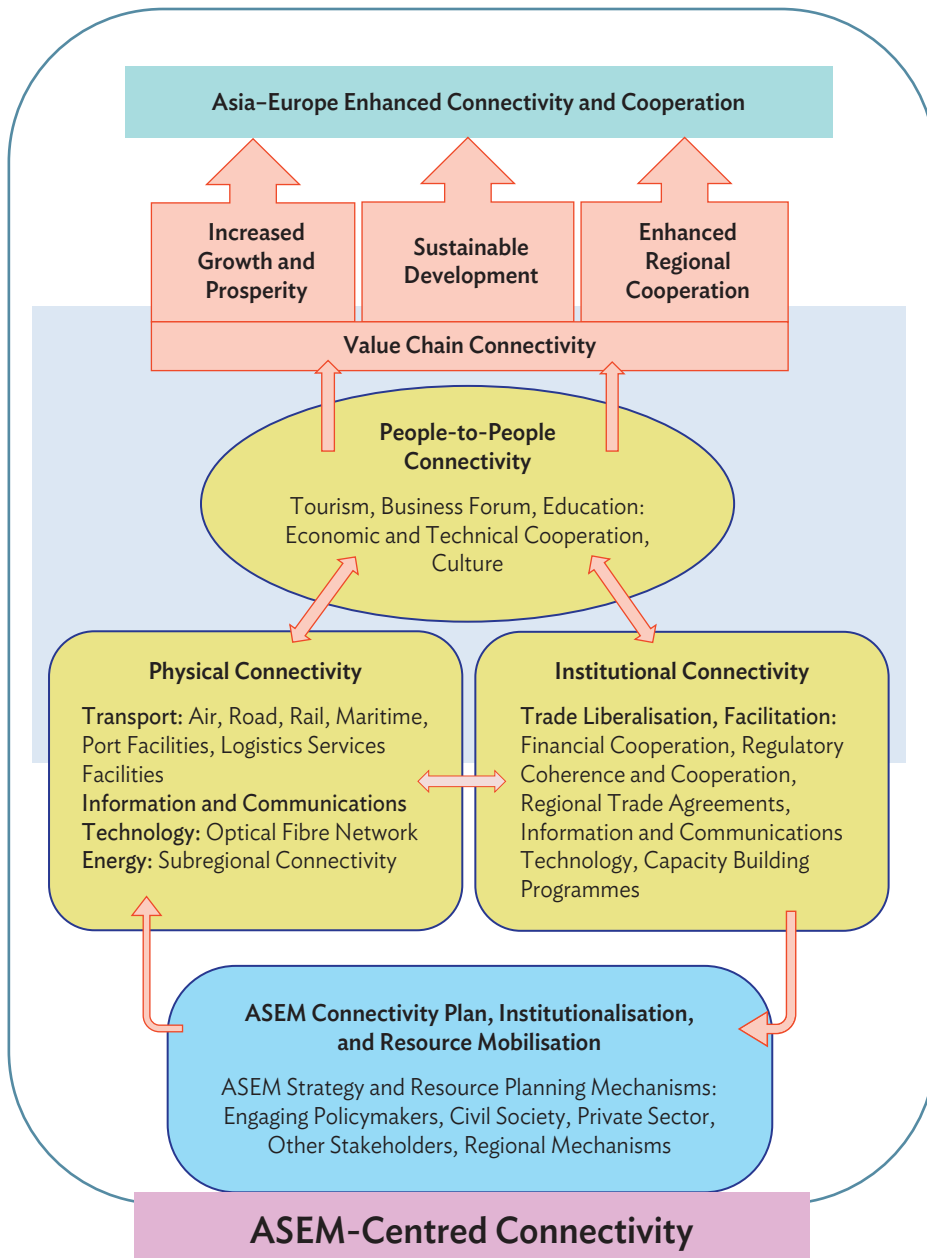 Asia–Europe Enhanced Connectivity and Cooperation
Increased
Growth and
Prosperity
Sustainable
Development
Enhanced
Regional
Cooperation
Value Chain Connectivity
People-to-People
Connectivity
Tourism, Business Forum, Education:
Economic and Technical Cooperation,
Culture
Physical Connectivity
Transport: Air, Road, Rail, Maritime,
Port Facilities, Logistics Services
Facilities
Information and Communications
Technology: Optical Fibre Network
Energy: Subregional Connectivity
Institutional Connectivity
Trade Liberalisation, Facilitation:
Financial Cooperation, Regulatory
Coherence and Cooperation,
Regional Trade Agreements,
Information and Communications
Technology, Capacity Building
Programmes
ASEM Connectivity Plan, Institutionalisation,
and Resource Mobilisation
ASEM Strategy and Resource Planning Mechanisms:
Engaging Policymakers, Civil Society, Private Sector,
Other Stakeholders, Regional Mechanisms
ASEM-Centred Connectivity